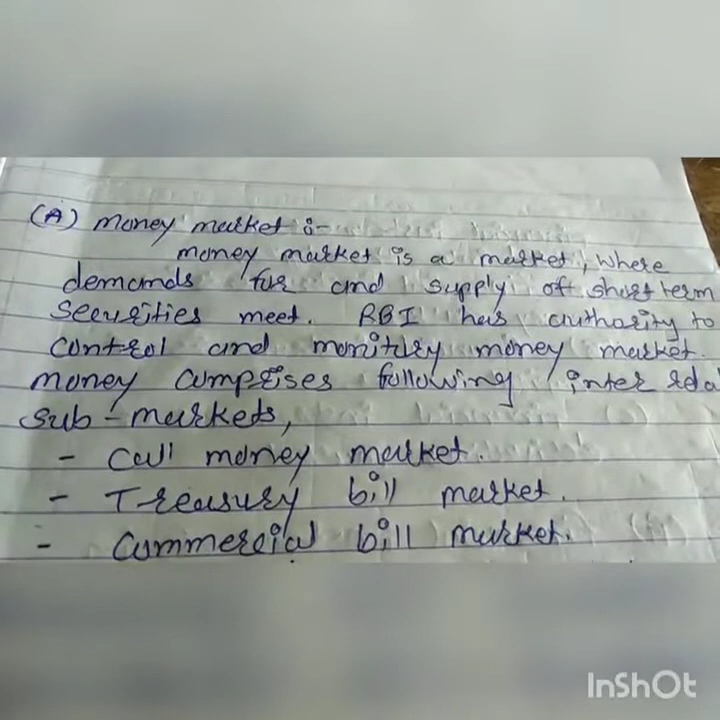 (A) money market :-
money market is a market, where
demands for and supply of short term
securities meet. RBI has authority to
control and monitory money market.
money comprises following inter rela
sub-markets,
- call money market.
- Treasury bill market.
- Commercial bill market.
InShOt